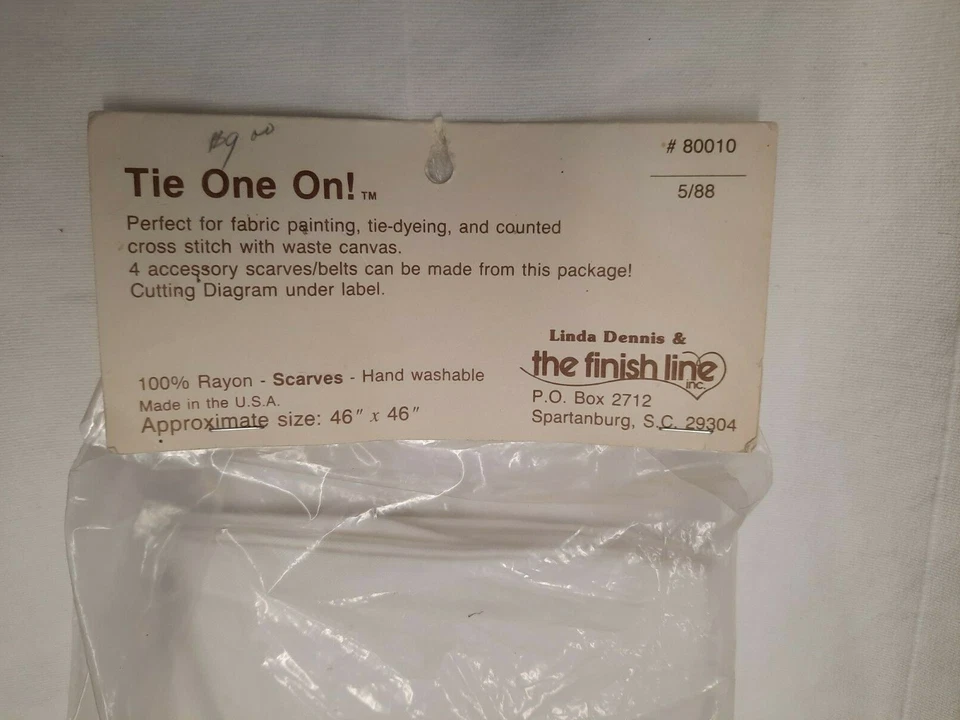 $9.00
# 80010
5/88
Tie One On!™
Perfect for fabric painting, tie-dyeing, and counted
cross stitch with waste canvas.
4 accessory scarves/belts can be made from this package!
Cutting Diagram under label.
100% Rayon - Scarves - Hand washable
Made in the U.S.A.
Approximate size: 46" x 46"
Linda Dennis &
the finish line
inc.
P.O. Box 2712
Spartanburg, S.C. 29304